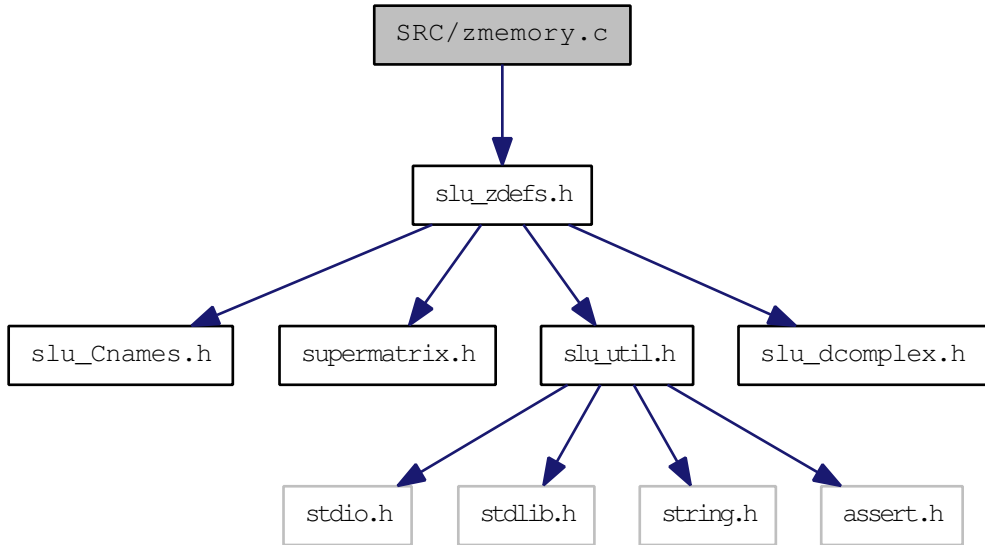 SRC/zmemory.c
slu_zdefs.h
slu_Cnames.h
supermatrix.h
slu_util.h
slu_dcomplex.h
stdio.h
stdlib.h
string.h
assert.h